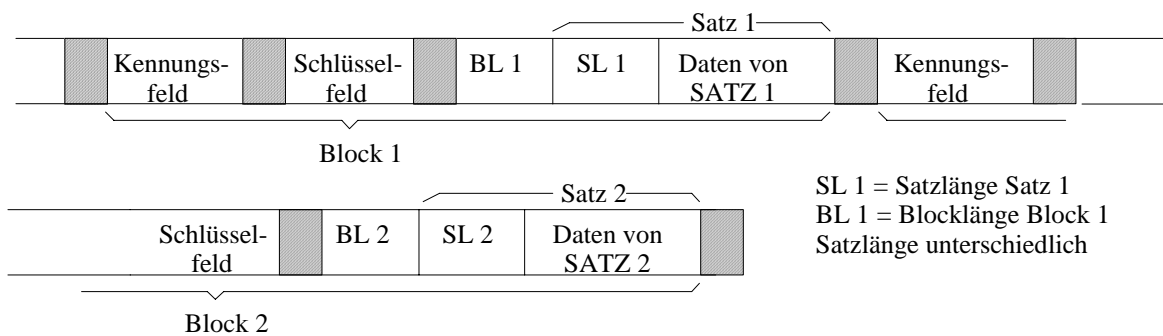 Satz 1
Kennungs-
feld
Schlüssel-
feld
BL 1
SL 1
Daten von
SATZ 1
Kennungs-
feld
Block 1
Satz 2
Schlüssel-
feld
BL 2
SL 2
Daten von
SATZ 2
Block 2
SL 1 = Satzlänge Satz 1
BL 1 = Blocklänge Block 1
Satzlänge unterschiedlich